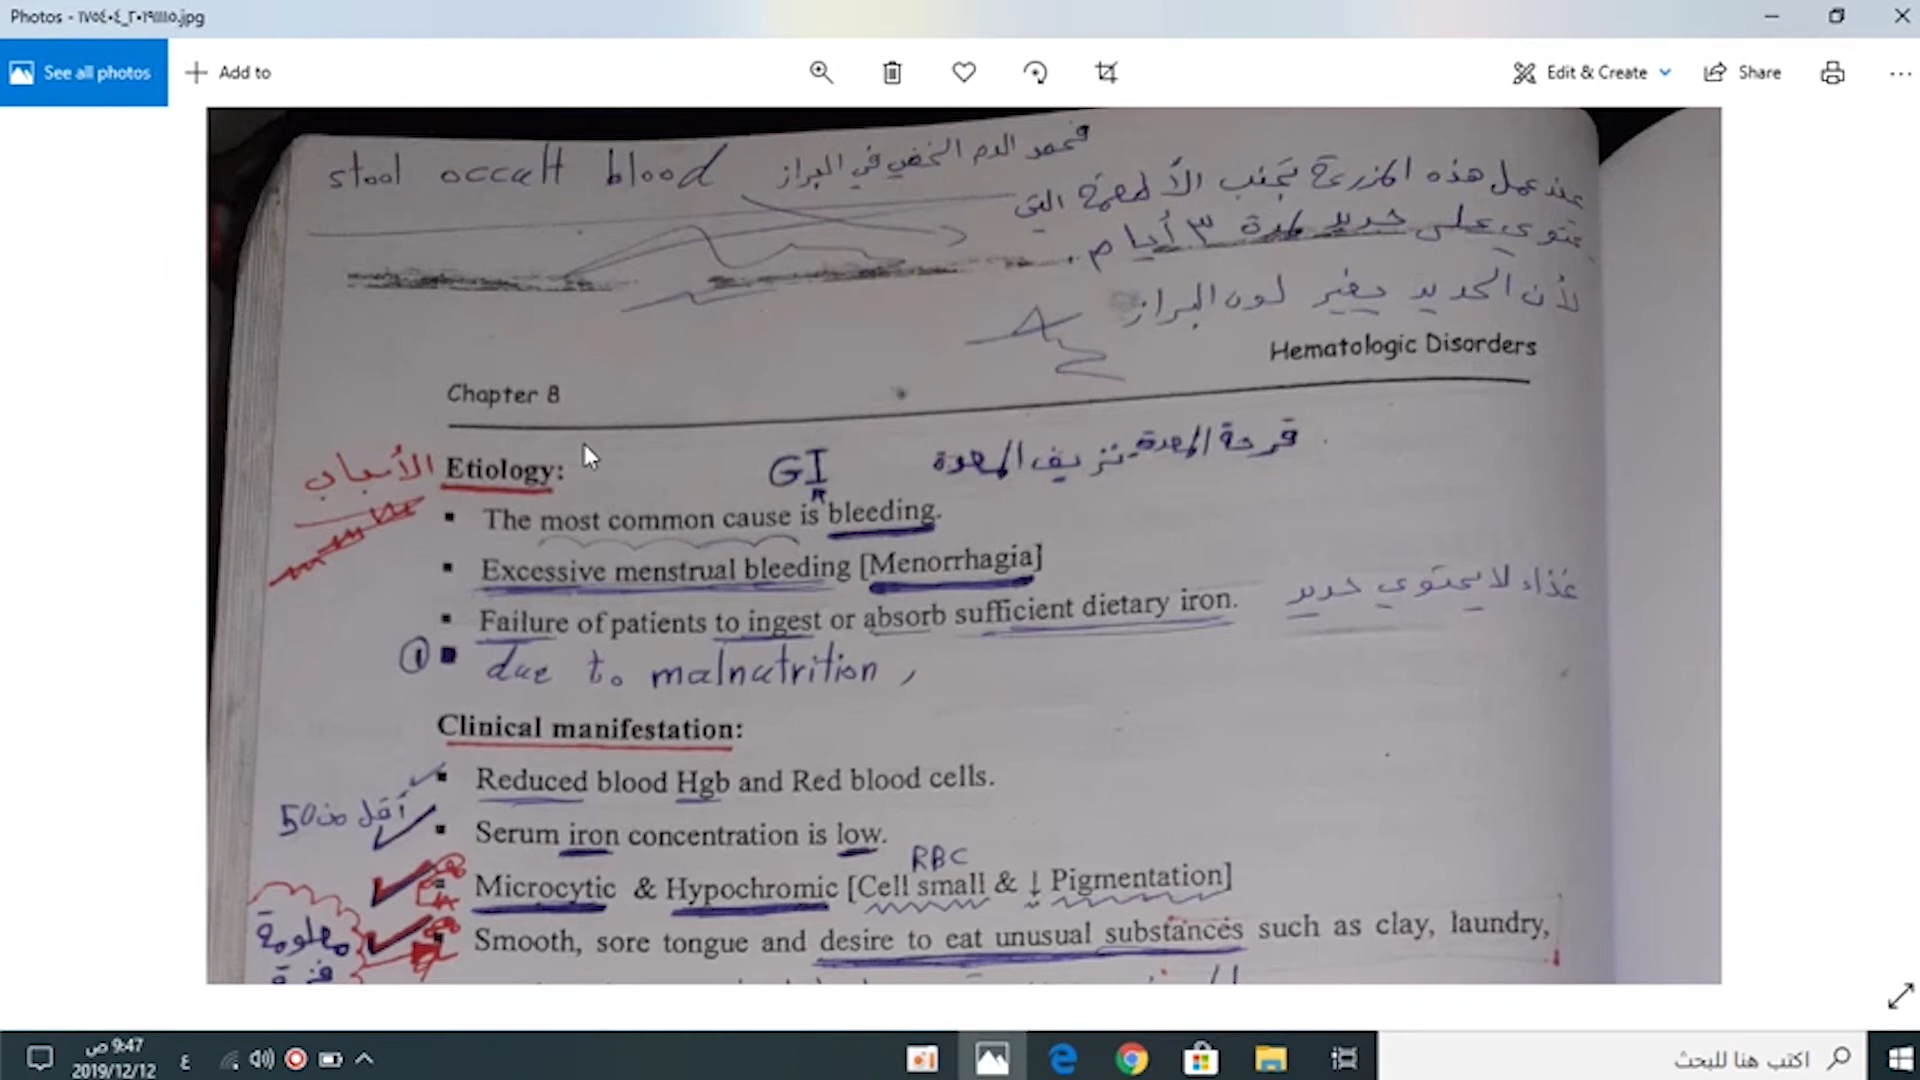 Photos - ٢٠١٩١١١٥_١٧٥٤٠٤.jpg
See all photos
Add to
Edit & Create
Share
stool occult blood
فحص الدم الخفي في البراز
عند عمل هذه المزرعة تجنب الأطعمة التي
تحتوي على حديد لمدة ٣ أيام.
لأن الحديد يغير لون البراز
Hematologic Disorders
Chapter 8
الأسباب
Etiology:
GI
قرحة المعدة - نزيف المعدة
▪ The most common cause is bleeding.
▪ Excessive menstrual bleeding [Menorrhagia]
▪ Failure of patients to ingest or absorb sufficient dietary iron.
غذاء لا يحتوي حديد
① ▪ due to malnutrition,
Clinical manifestation:
▪ Reduced blood Hgb and Red blood cells.
أقل من 50
▪ Serum iron concentration is low.
RBC
▪ Microcytic & Hypochromic [Cell small & ↓ Pigmentation]
معلومة
▪ Smooth, sore tongue and desire to eat unusual substances such as clay, laundry,
9:47 ص
2019/12/12
ع
اكتب هنا للبحث